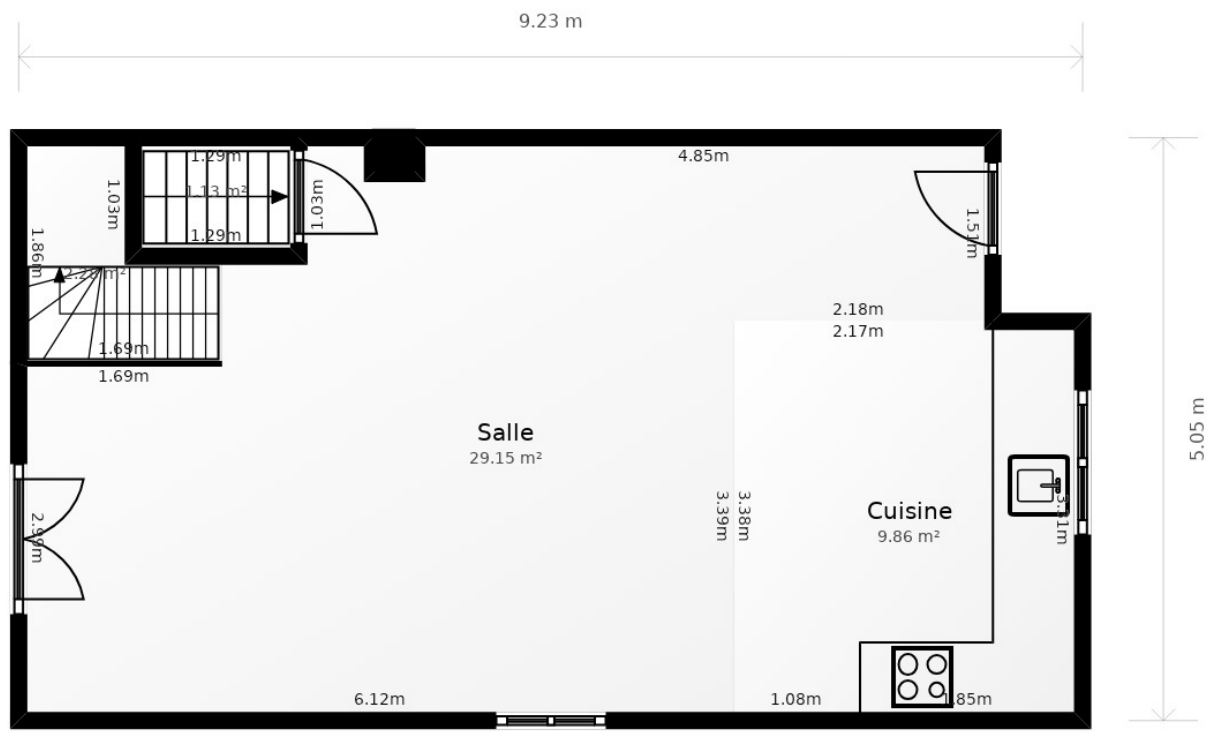 9.23 m
1.29m
4.85m
1.13 m²
1.03m
1.03m
1.29m
1.51m
1.86m
2.18m
2.17m
1.69m
1.69m
5.05 m
Salle
29.15 m²
3.39m
3.38m
Cuisine
9.86 m²
6.12m
1.08m